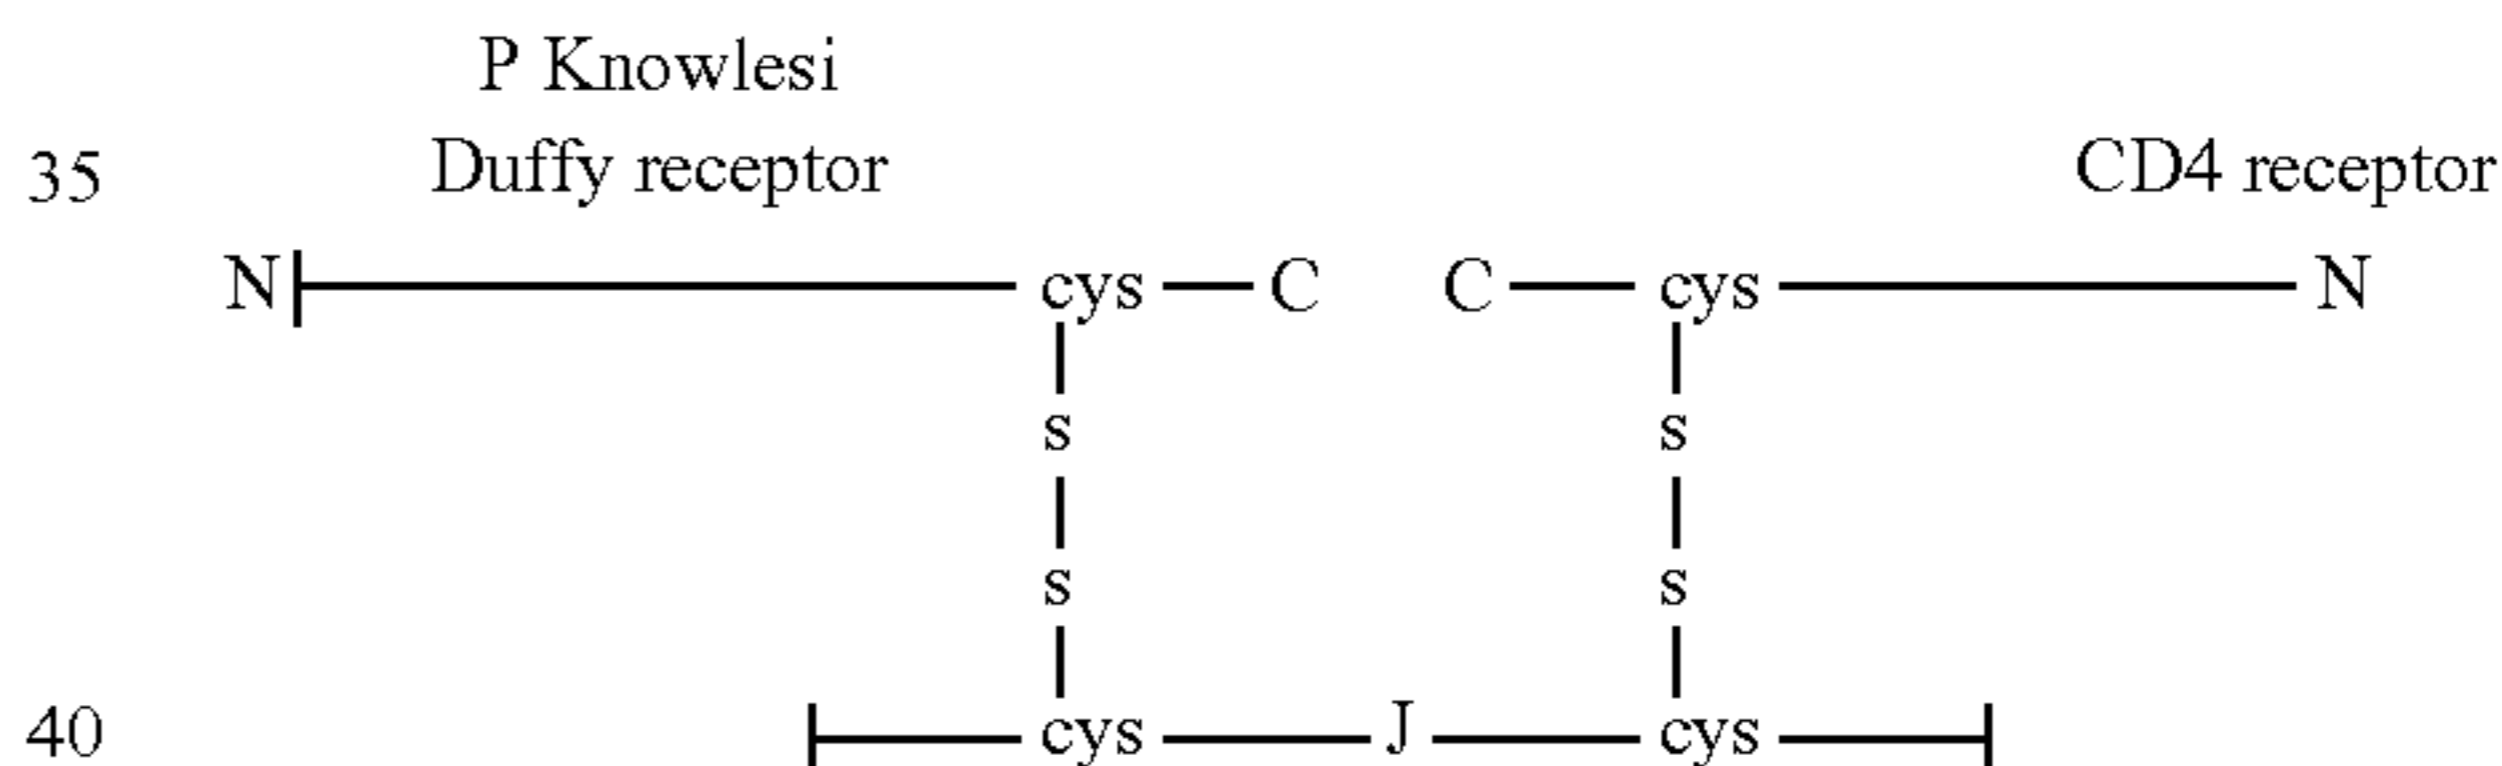 P Knowlesi
35 Duffy receptor CD4 receptor
N cys C C cys N
s s
s s
40 cys J cys